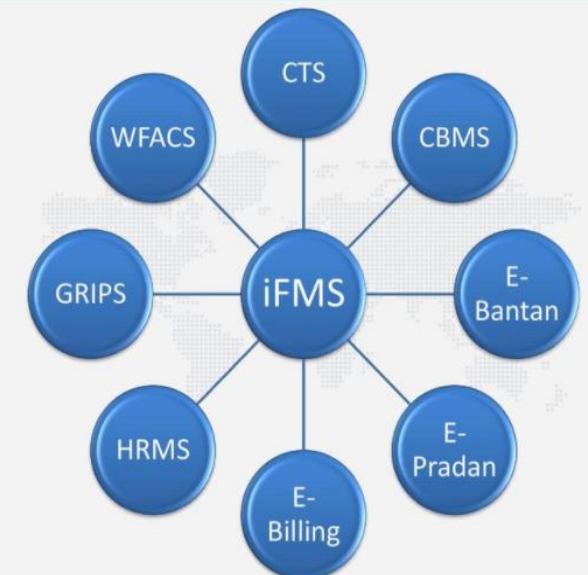 CTS
WFACS
CBMS
GRIPS
iFMS
E-
Bantan
HRMS
E-
Pradan
E-
Billing